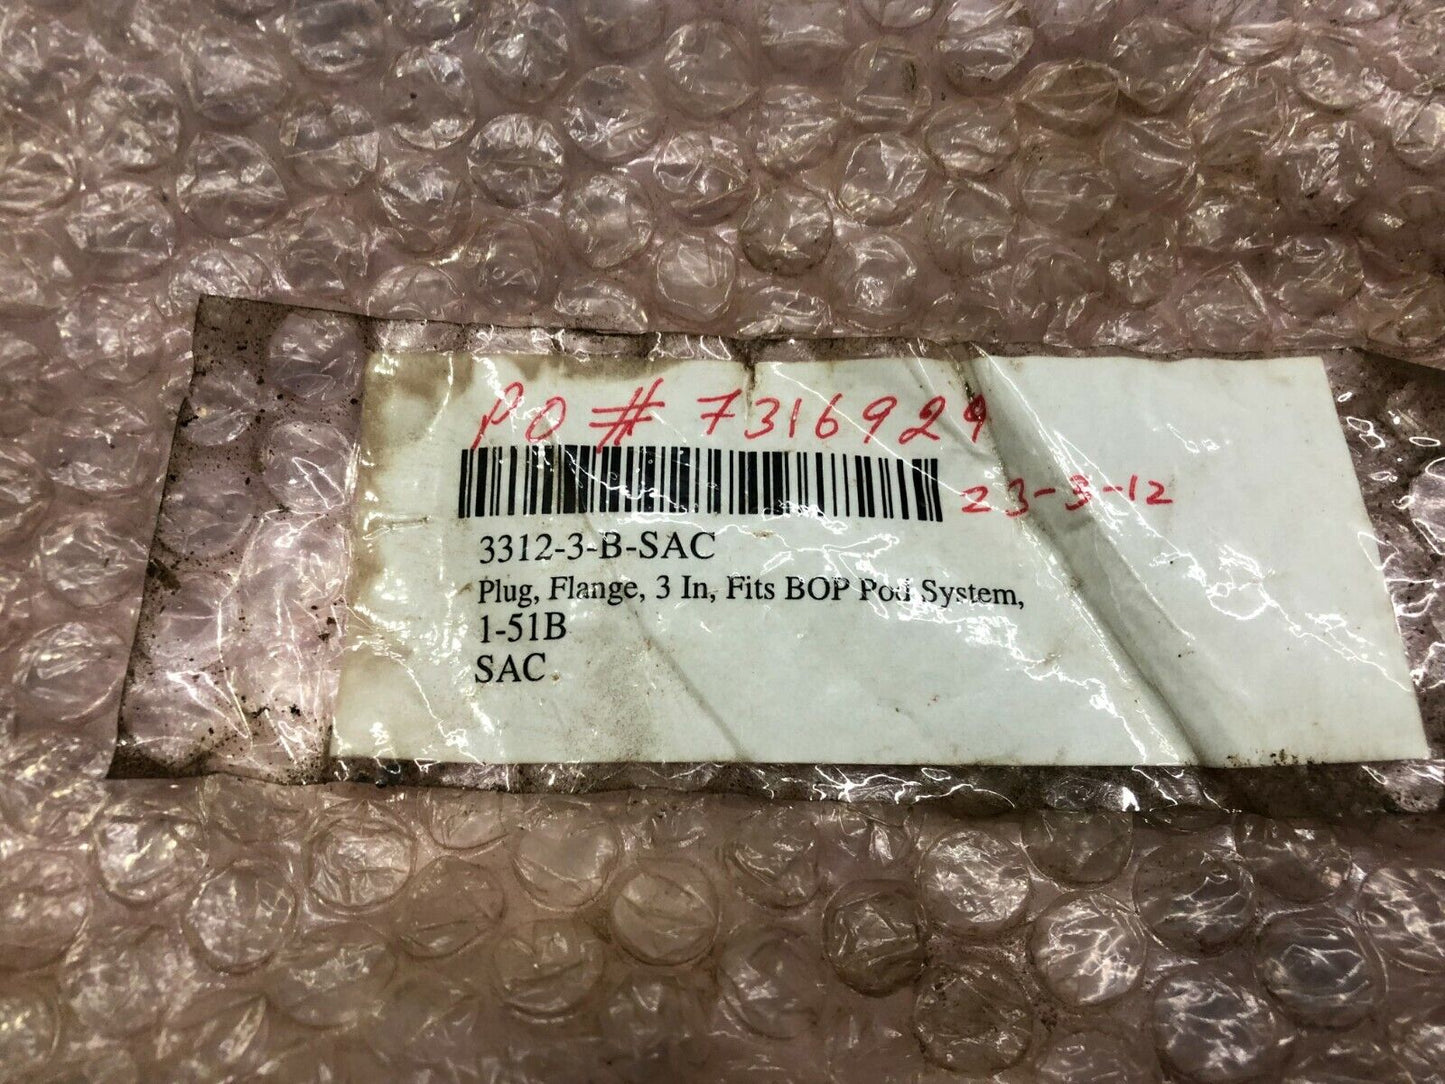 PO # 7316929
23-3-12
3312-3-B-SAC
Plug, Flange, 3 In, Fits BOP Pod System,
1-51B
SAC